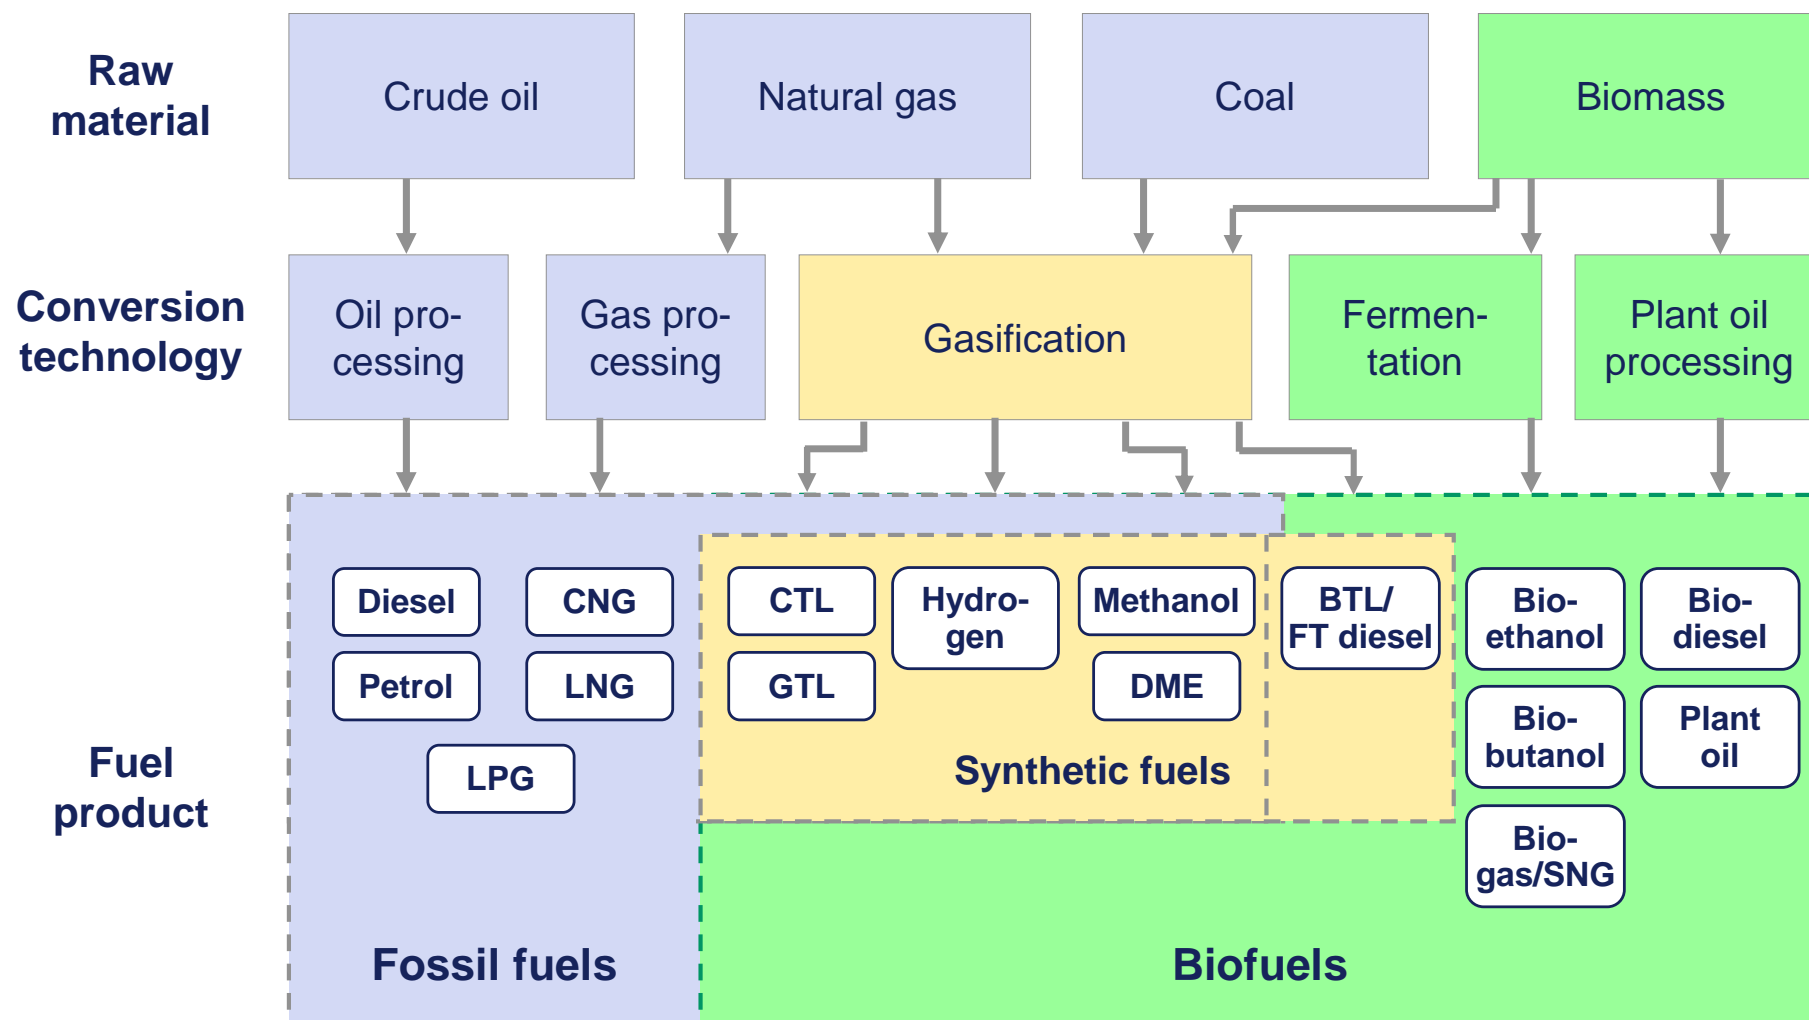 Raw
material
Crude oil
Natural gas
Coal
Biomass
Conversion
technology
Oil pro-
cessing
Gas pro-
cessing
Gasification
Fermen-
tation
Plant oil
processing
Fuel
product
Diesel
Petrol
CNG
LNG
LPG
CTL
GTL
Hydro-
gen
Methanol
DME
BTL/
FT diesel
Synthetic fuels
Bio-
ethanol
Bio-
butanol
Bio-
gas/SNG
Bio-
diesel
Plant
oil
Fossil fuels
Biofuels